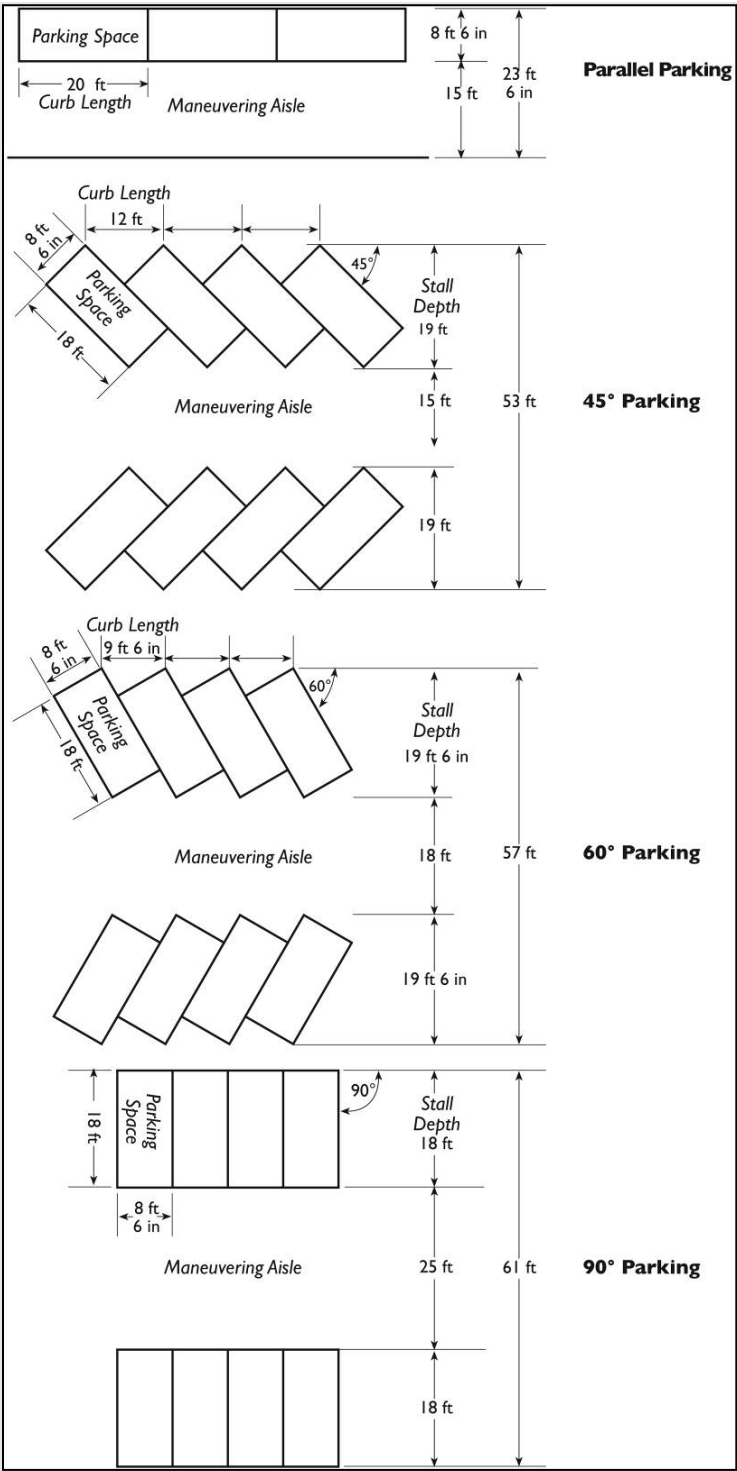 Parking Space
20 ft
Curb Length
Maneuvering Aisle
8 ft 6 in
15 ft
23 ft
6 in
Parallel Parking
Curb Length
12 ft
8 ft
6 in
Parking
Space
18 ft
45°
Stall
Depth
19 ft
Maneuvering Aisle
15 ft
53 ft
45° Parking
19 ft
Curb Length
9 ft 6 in
8 ft
6 in
Parking
Space
18 ft
60°
Stall
Depth
19 ft 6 in
Maneuvering Aisle
18 ft
57 ft
60° Parking
19 ft 6 in
18 ft
Parking
Space
90°
Stall
Depth
18 ft
8 ft
6 in
Maneuvering Aisle
25 ft
61 ft
90° Parking
18 ft